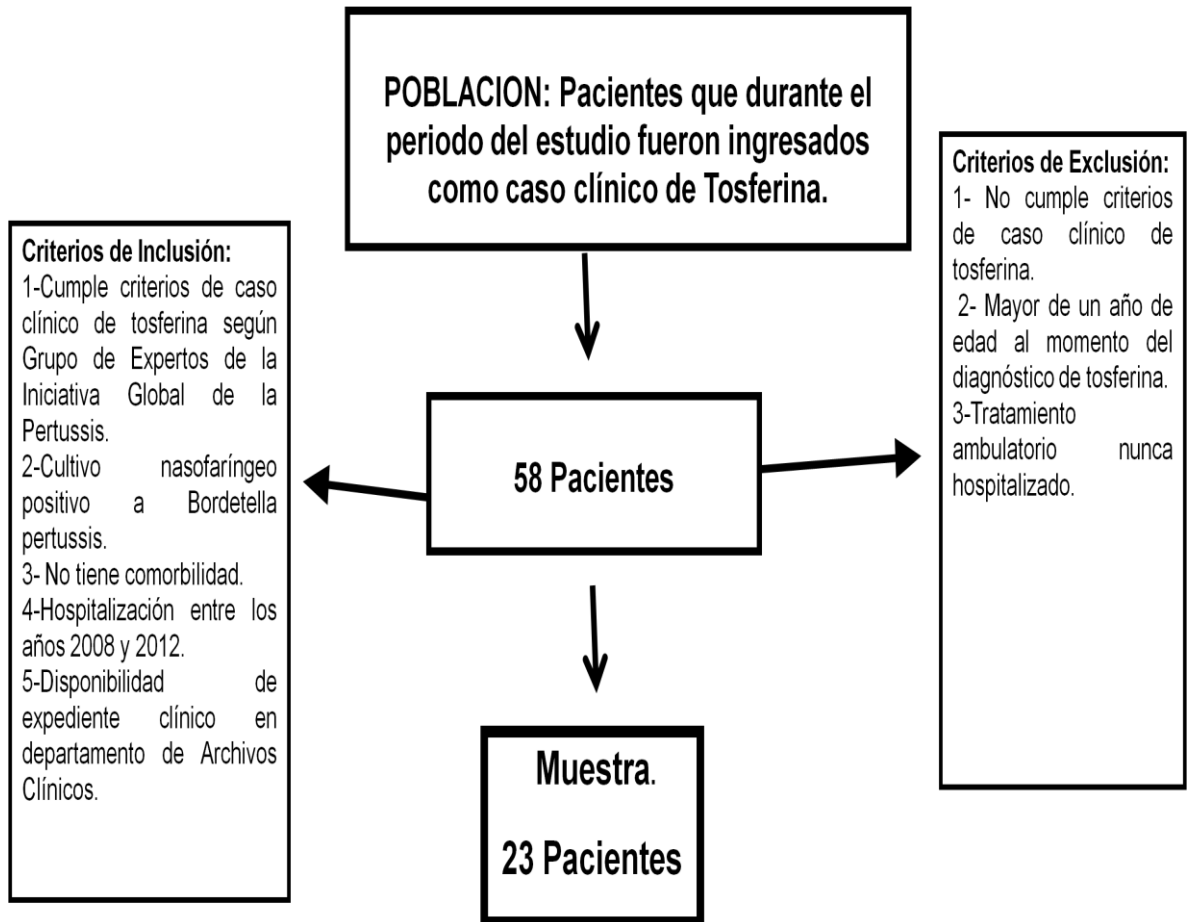 POBLACION: Pacientes que durante el
periodo del estudio fueron ingresados
como caso clínico de Tosferina.
Criterios de Inclusión:
1-Cumple criterios de caso
clínico de tosferina según
Grupo de Expertos de la
Iniciativa Global de la
Pertussis.
2-Cultivo nasofaríngeo
positivo a Bordetella
pertussis.
3- No tiene comorbilidad.
4-Hospitalización entre los
años 2008 y 2012.
5-Disponibilidad de
expediente clínico en
departamento de Archivos
Clínicos.
58 Pacientes
Criterios de Exclusión:
1- No cumple criterios
de caso clínico de
tosferina.
2- Mayor de un año de
edad al momento del
diagnóstico de tosferina.
3-Tratamiento
ambulatorio nunca
hospitalizado.
Muestra.
23 Pacientes